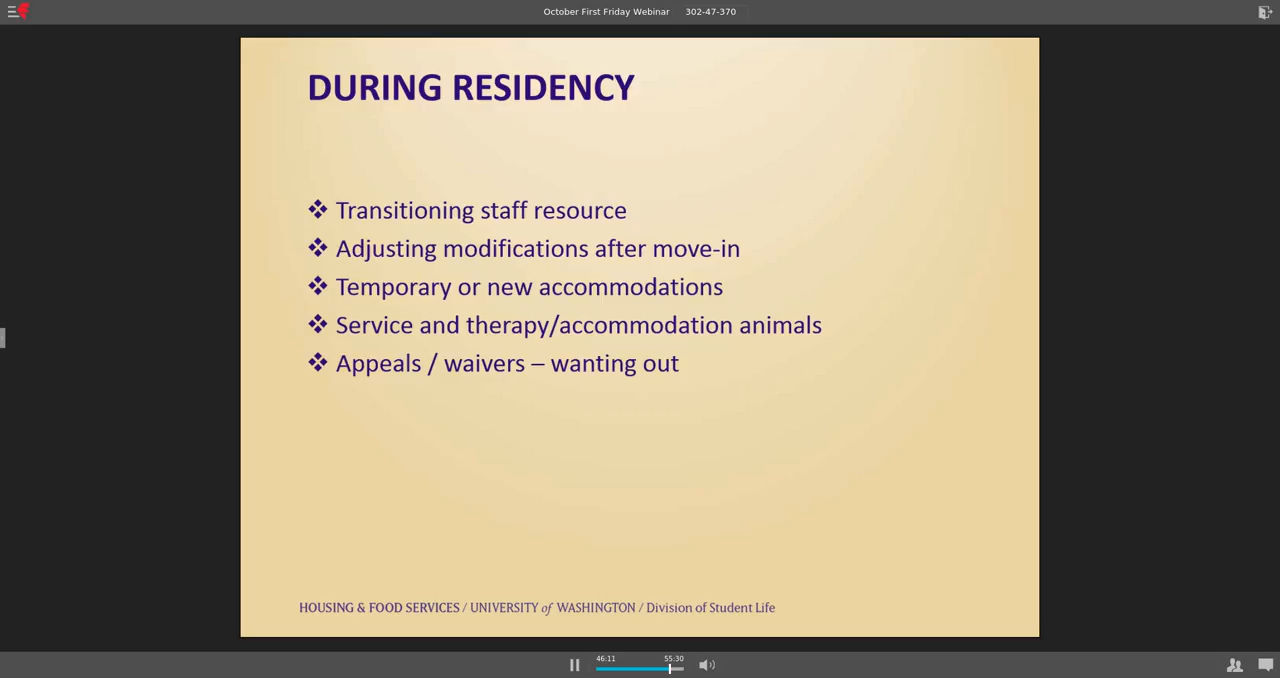 October First Friday Webinar 302-47-370
DURING RESIDENCY
❖ Transitioning staff resource
❖ Adjusting modifications after move-in
❖ Temporary or new accommodations
❖ Service and therapy/accommodation animals
❖ Appeals / waivers – wanting out
HOUSING & FOOD SERVICES / UNIVERSITY of WASHINGTON / Division of Student Life
46:11 55:30